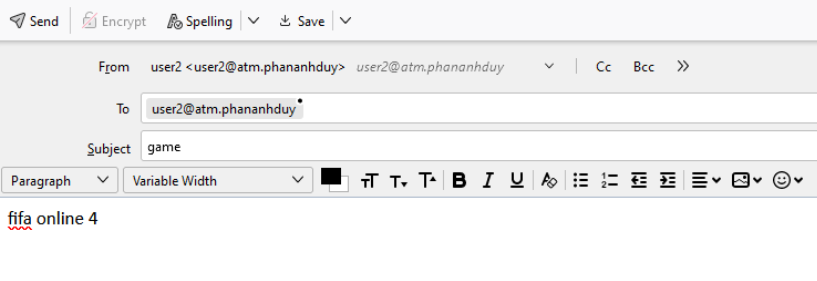 Send Encrypt Spelling Save
From user2 <user2@atm.phananhduy> user2@atm.phananhduy Cc Bcc
To user2@atm.phananhduy
Subject game
Paragraph Variable Width
fifa online 4